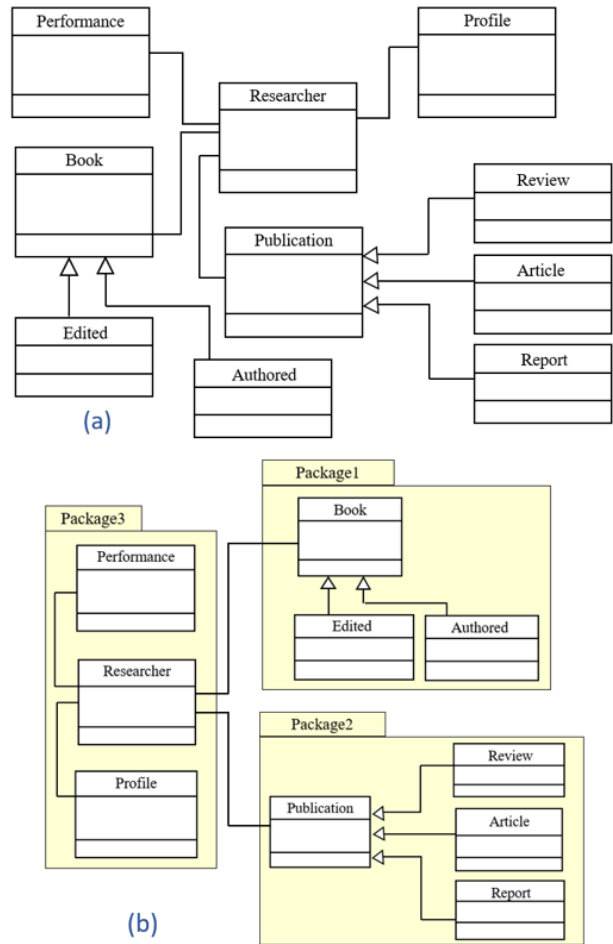 Performance
Profile
Researcher
Book
Review
Publication
Article
Edited
Report
Authored
(a)
Package1
Package3
Book
Performance
Edited
Authored
Researcher
Package2
Review
Profile
Publication
Article
Report
(b)